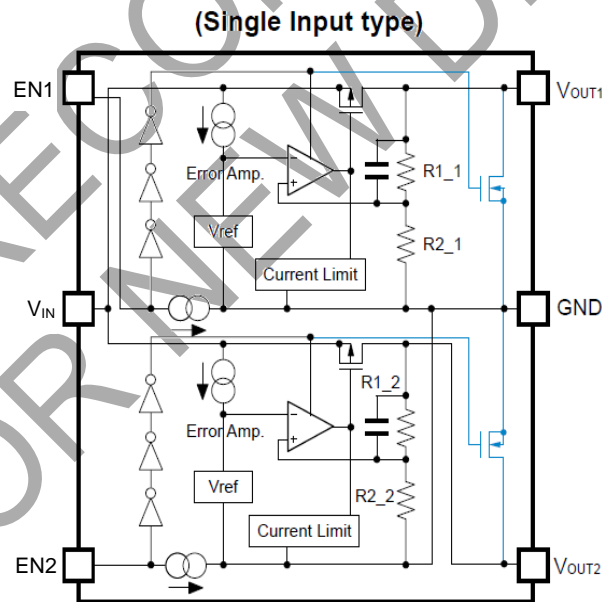 (Single Input type)
EN1
VOUT1
Error Amp.
R1_1
Vref
R2_1
Current Limit
VIN
GND
R1_2
Error Amp.
Vref
R2_2
Current Limit
EN2
VOUT2